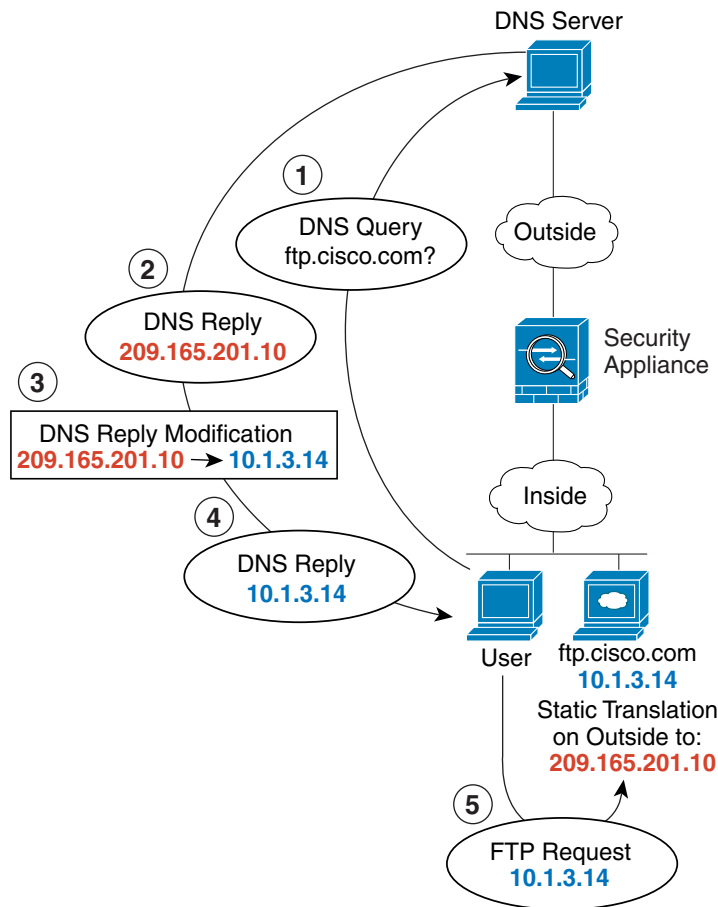 DNS Server
1
DNS Query
ftp.cisco.com?
Outside
2
DNS Reply
209.165.201.10
Security
Appliance
3
DNS Reply Modification
209.165.201.10 → 10.1.3.14
Inside
4
DNS Reply
10.1.3.14
User
ftp.cisco.com
10.1.3.14
Static Translation
on Outside to:
209.165.201.10
5
FTP Request
10.1.3.14